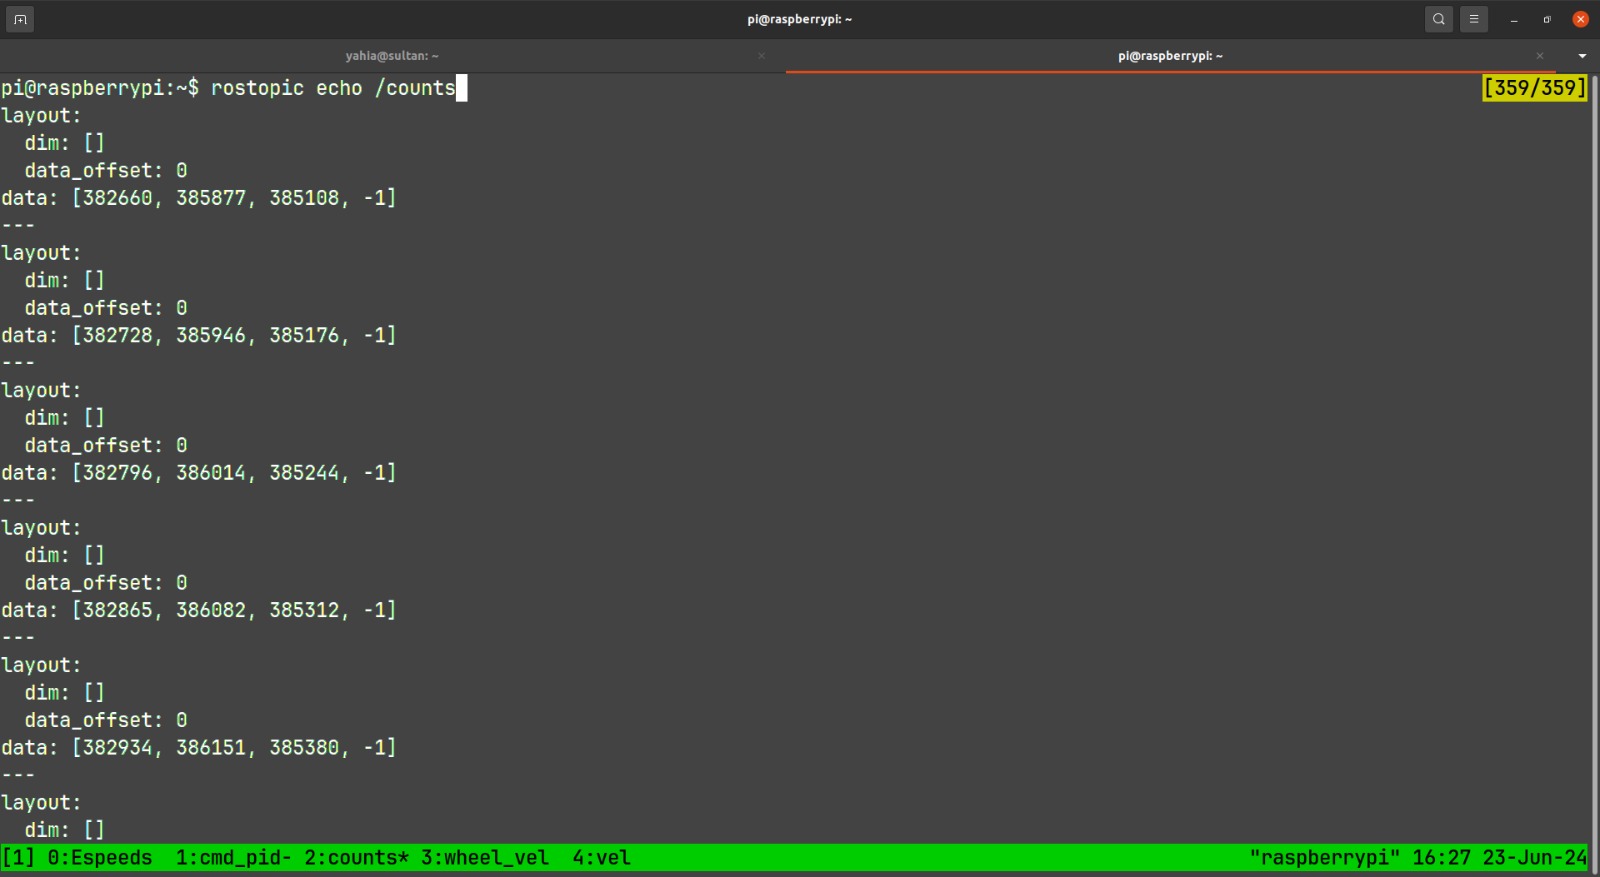 pi@raspberrypi: ~
yahia@sultan: ~
pi@raspberrypi: ~
pi@raspberrypi:~$ rostopic echo /counts
[359/359]
layout:
  dim: []
  data_offset: 0
data: [382660, 385877, 385108, -1]
---
layout:
  dim: []
  data_offset: 0
data: [382728, 385946, 385176, -1]
---
layout:
  dim: []
  data_offset: 0
data: [382796, 386014, 385244, -1]
---
layout:
  dim: []
  data_offset: 0
data: [382865, 386082, 385312, -1]
---
layout:
  dim: []
  data_offset: 0
data: [382934, 386151, 385380, -1]
---
layout:
  dim: []
[1] 0:Espeeds  1:cmd_pid- 2:counts* 3:wheel_vel  4:vel
"raspberrypi" 16:27 23-Jun-24